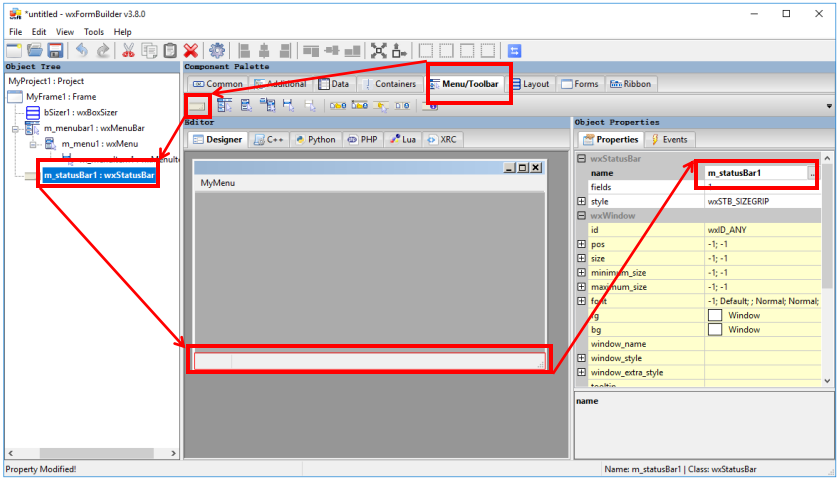 *untitled - wxFormBuilder v3.8.0
File Edit View Tools Help
Object Tree
Component Palette
MyProject1 : Project
MyFrame1 : Frame
bSizer1 : wxBoxSizer
m_menubar1 : wxMenuBar
m_menu1 : wxMenu
m_statusBar1 : wxStatusBar
Common Additional Data Containers Menu/Toolbar Layout Forms Ribbon
Editor
Designer C++ Python PHP Lua XRC
MyMenu
Object Properties
Properties Events
wxStatusBar
name m_statusBar1 ...
fields 1
style wxSTB_SIZEGRIP
wxWindow
id wxID_ANY
pos -1; -1
size -1; -1
minimum_size -1; -1
maximum_size -1; -1
font -1; Default; ; Normal; Normal;
fg Window
bg Window
window_name
window_style
window_extra_style
tooltip
name
Property Modified!
Name: m_statusBar1 | Class: wxStatusBar